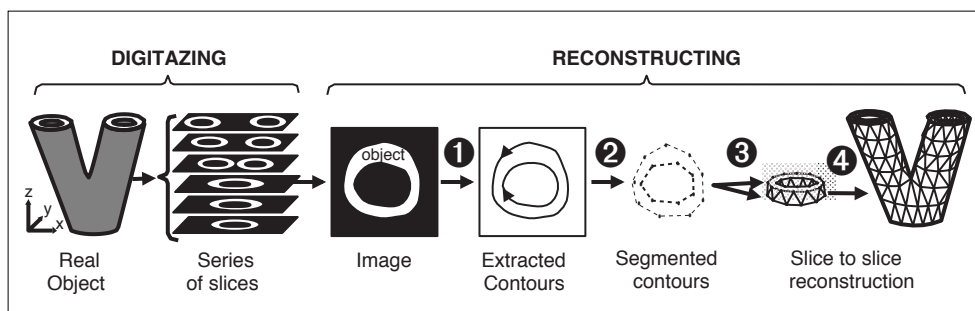 DIGITAZING
RECONSTRUCTING
object
❶
❷
❸
❹
z
y
x
Real
Object
Series
of slices
Image
Extracted
Contours
Segmented
contours
Slice to slice
reconstruction